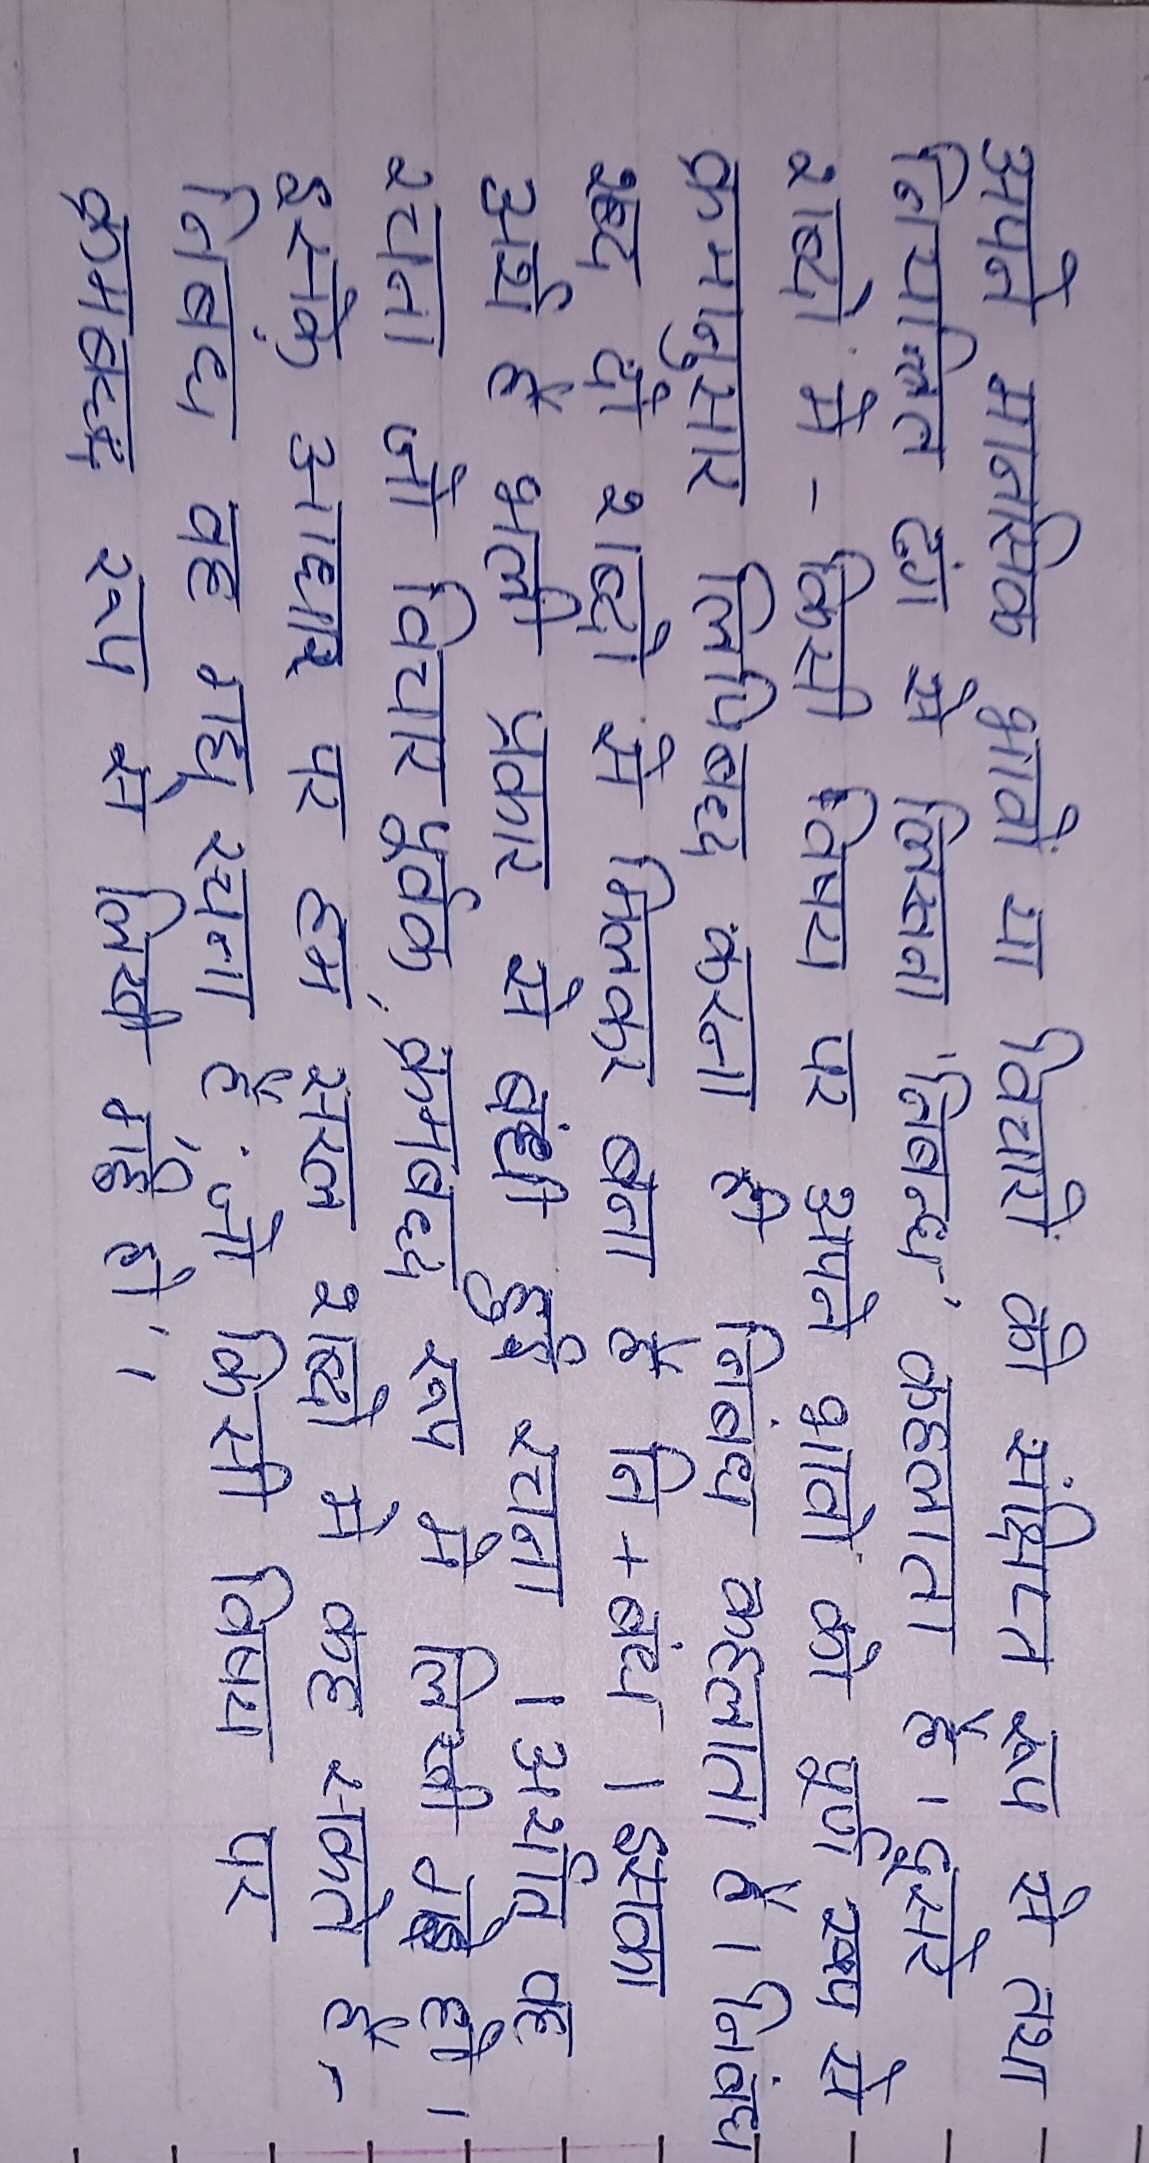 अपने मानसिक भावों या विचारों को संक्षिप्त रूप से तथा
नियंत्रित ढंग से लिखना 'निबन्ध' कहलाता है। दूसरे
शब्दों में - किसी विषय पर अपने भावों को पूर्ण रूप से
क्रमानुसार लिपिबद्ध करना ही निबंध कहलाता है। निबंध
शब्द दो शब्दों से मिलकर बना है नि + बंध । इसका
अर्थ है भली प्रकार से बंधी हुई रचना । अर्थात् वह
रचना जो विचारपूर्वक, क्रमबद्ध रूप में लिखी गई हो।
इसके आधार पर हम सरल शब्दों में कह सकते हैं-
निबंध वह गद्य रचना है, जो किसी विषय पर
क्रमबद्ध रूप से लिखी गई हो'।